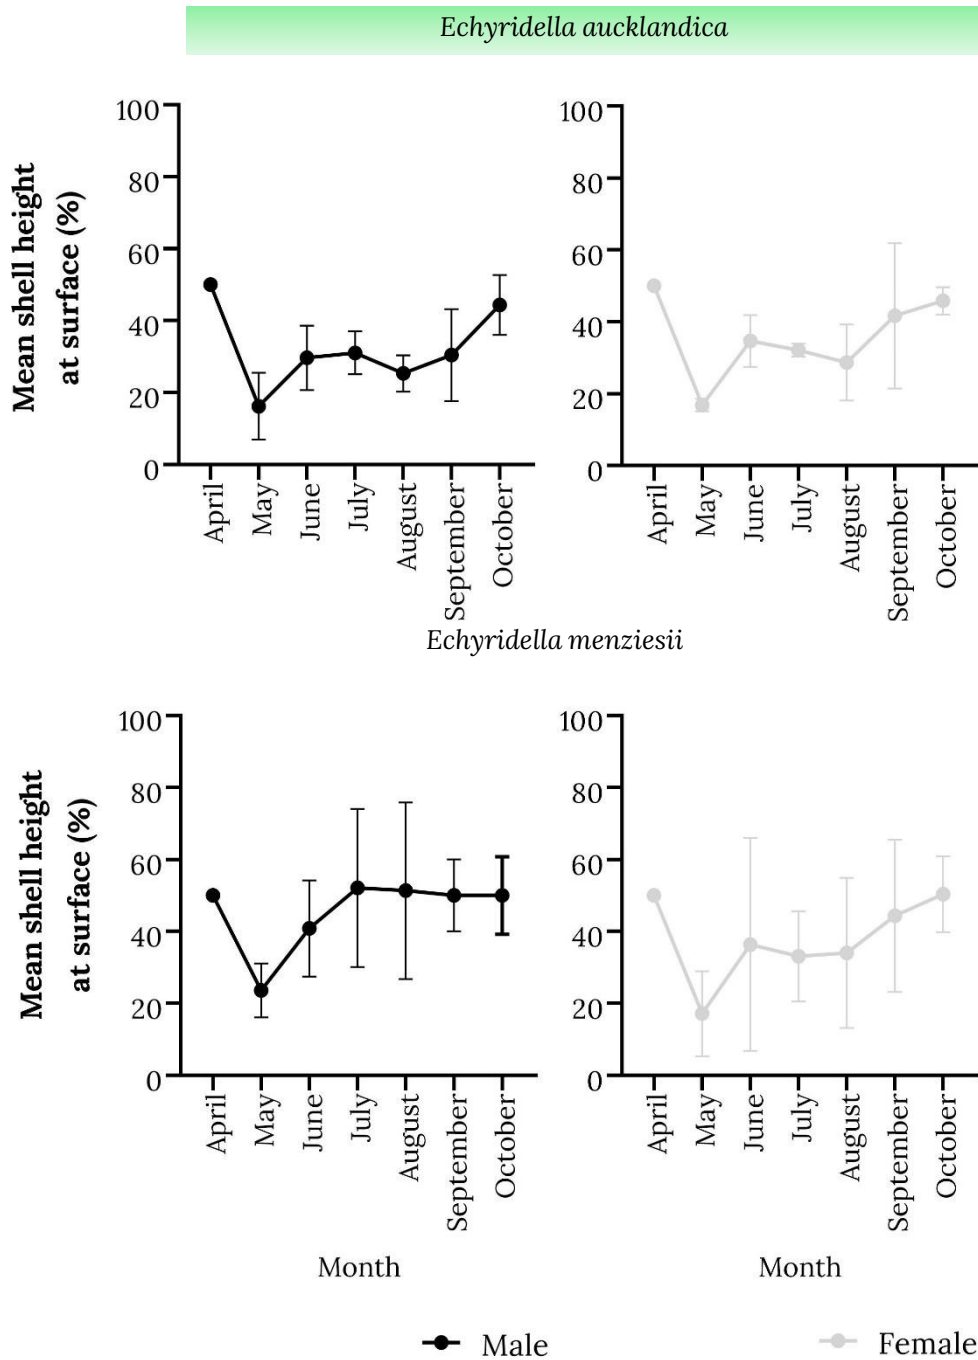 Echyridella aucklandica
Mean shell height
at surface (%)
100
80
60
40
20
0
April
May
June
July
August
September
October
100
80
60
40
20
0
April
May
June
July
August
September
October
Echyridella menziesii
Mean shell height
at surface (%)
100
80
60
40
20
0
April
May
June
July
August
September
October
Month
100
80
60
40
20
0
April
May
June
July
August
September
October
Month
Male
Female